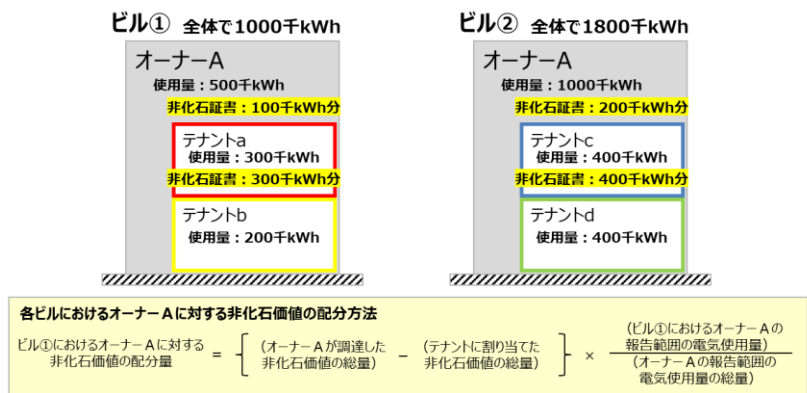 ビル① 全体で1000千kWh
オーナーA
使用量：500千kWh
非化石証書：100千kWh分
テナントa
使用量：300千kWh
非化石証書：300千kWh分
テナントb
使用量：200千kWh
ビル② 全体で1800千kWh
オーナーA
使用量：1000千kWh
非化石証書：200千kWh分
テナントc
使用量：400千kWh
非化石証書：400千kWh分
テナントd
使用量：400千kWh
各ビルにおけるオーナーAに対する非化石価値の配分方法
ビル①におけるオーナーAに対する
非化石価値の配分量
=
{
（オーナーAが調達した
非化石価値の総量）
−
（テナントに割り当てた
非化石価値の総量）
}
×
（ビル①におけるオーナーAの
報告範囲の電気使用量）
（オーナーAの報告範囲の
電気使用量の総量）